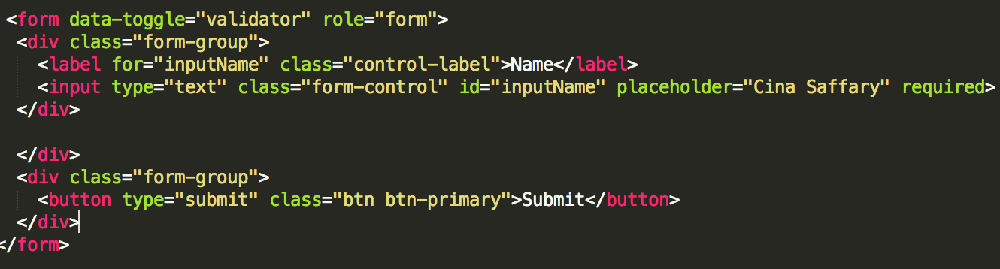 <form data-toggle="validator" role="form">
<div class="form-group">
<label for="inputName" class="control-label">Name</label>
<input type="text" class="form-control" id="inputName" placeholder="Cina Saffary" required>
</div>
</div>
<div class="form-group">
<button type="submit" class="btn btn-primary">Submit</button>
</div>
</form>